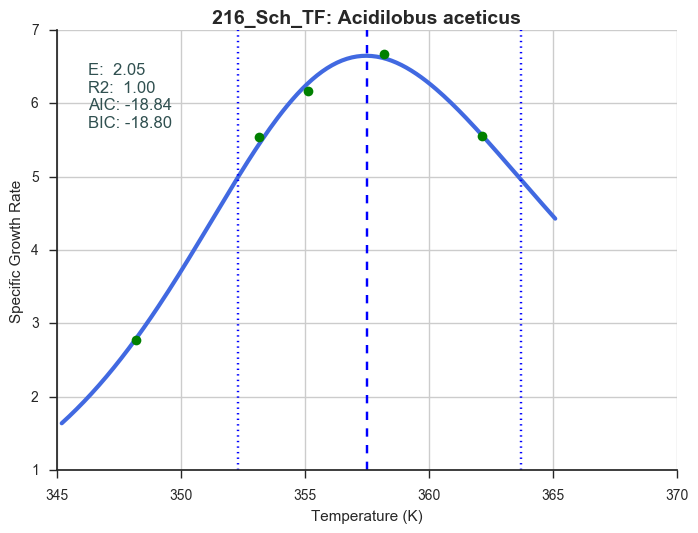 216_Sch_TF: Acidilobus aceticus
7
6
5
4
3
2
1
Specific Growth Rate
E: 2.05
R2: 1.00
AIC: -18.84
BIC: -18.80
345 350 355 360 365 370
Temperature (K)